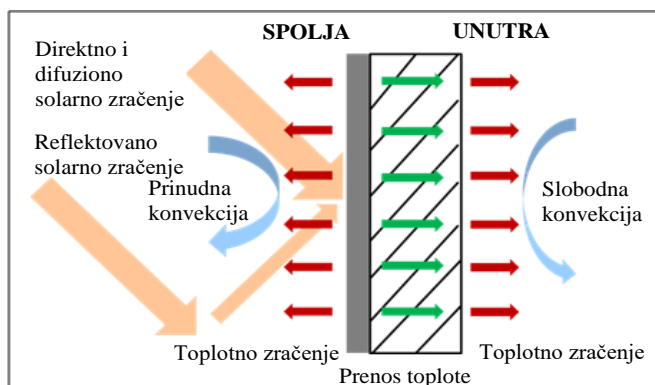 SPOLJA
UNUTRA
Direktno i
difuziono
solarno zračenje
Reflektovano
solarno zračenje
Prinudna
konvekcija
Slobodna
konvekcija
Toplotno zračenje
Toplotno zračenje
Prenos toplote